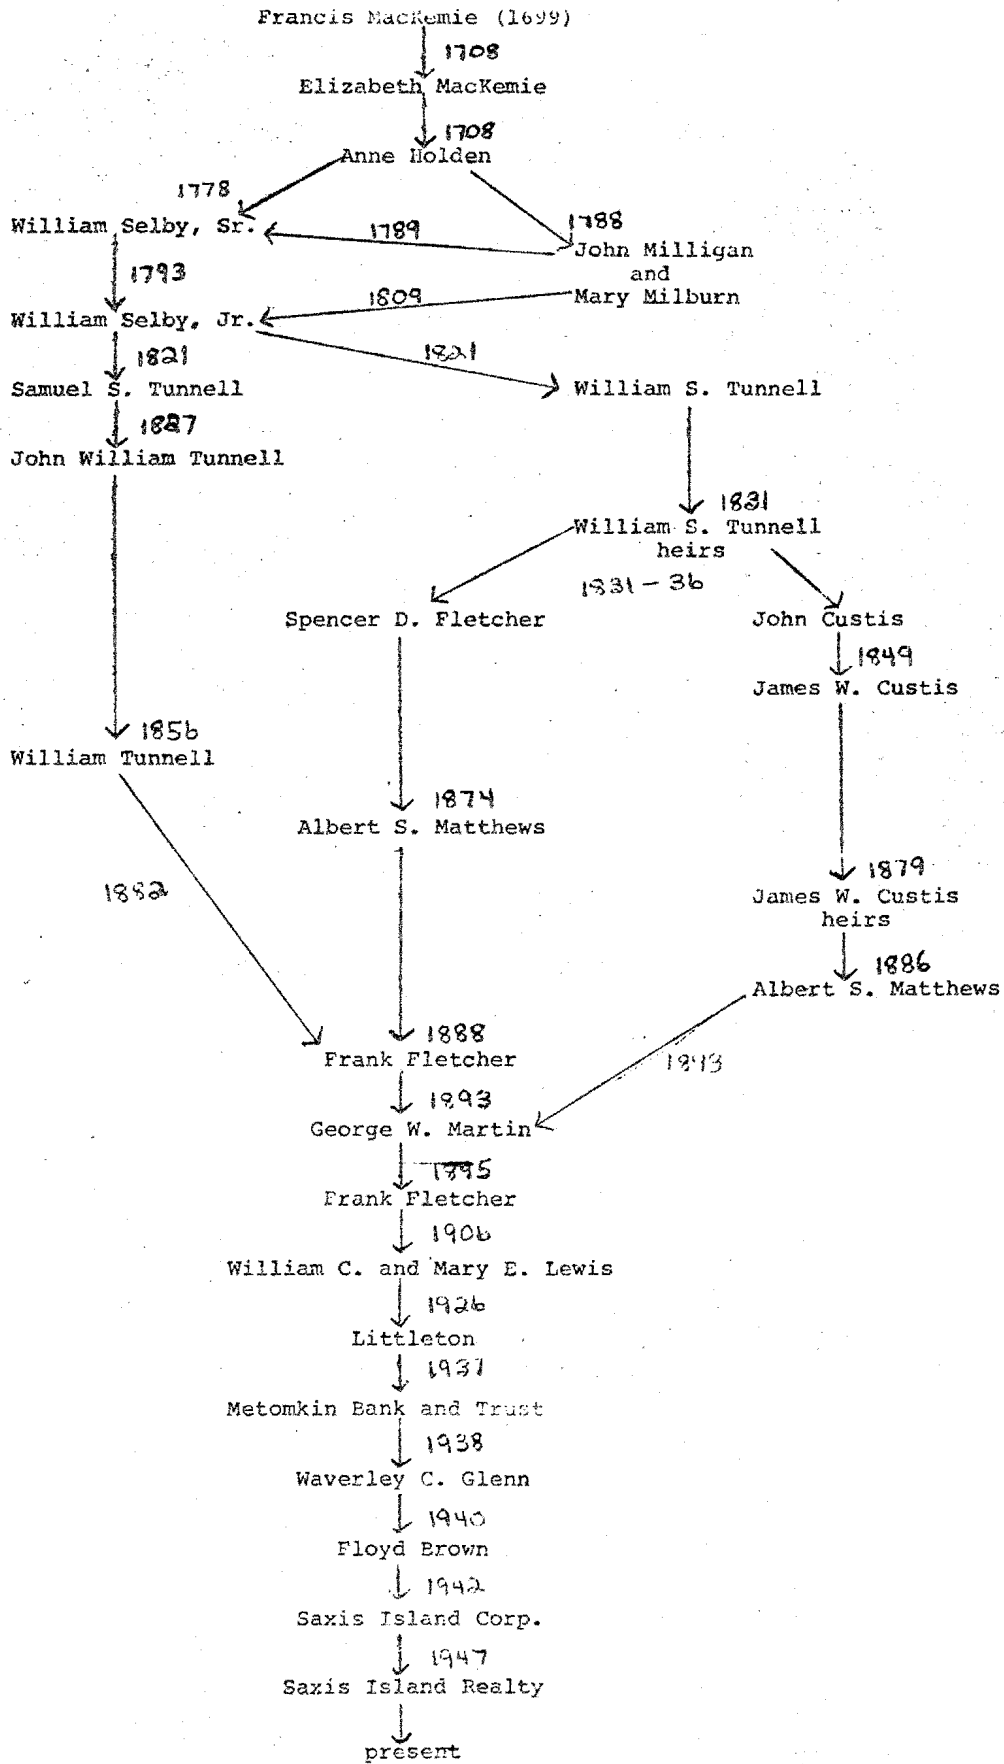 Francis MacKemie (1699)
1708
Elizabeth MacKemie
1708
Anne Holden
1778
1788
William Selby, Sr.
1789
John Milligan
and
Mary Milburn
1793
1809
William Selby, Jr.
1821
1821
Samuel S. Tunnell
William S. Tunnell
1827
John William Tunnell
1831
William S. Tunnell
heirs
1831-36
Spencer D. Fletcher
John Custis
1849
James W. Custis
1856
William Tunnell
1874
Albert S. Matthews
1882
1879
James W. Custis
heirs
1886
Albert S. Matthews
1888
Frank Fletcher
1893
1893
George W. Martin
1895
Frank Fletcher
1906
William C. and Mary E. Lewis
1926
Littleton
1937
Metomkin Bank and Trust
1938
Waverley C. Glenn
1940
Floyd Brown
1942
Saxis Island Corp.
1947
Saxis Island Realty
present